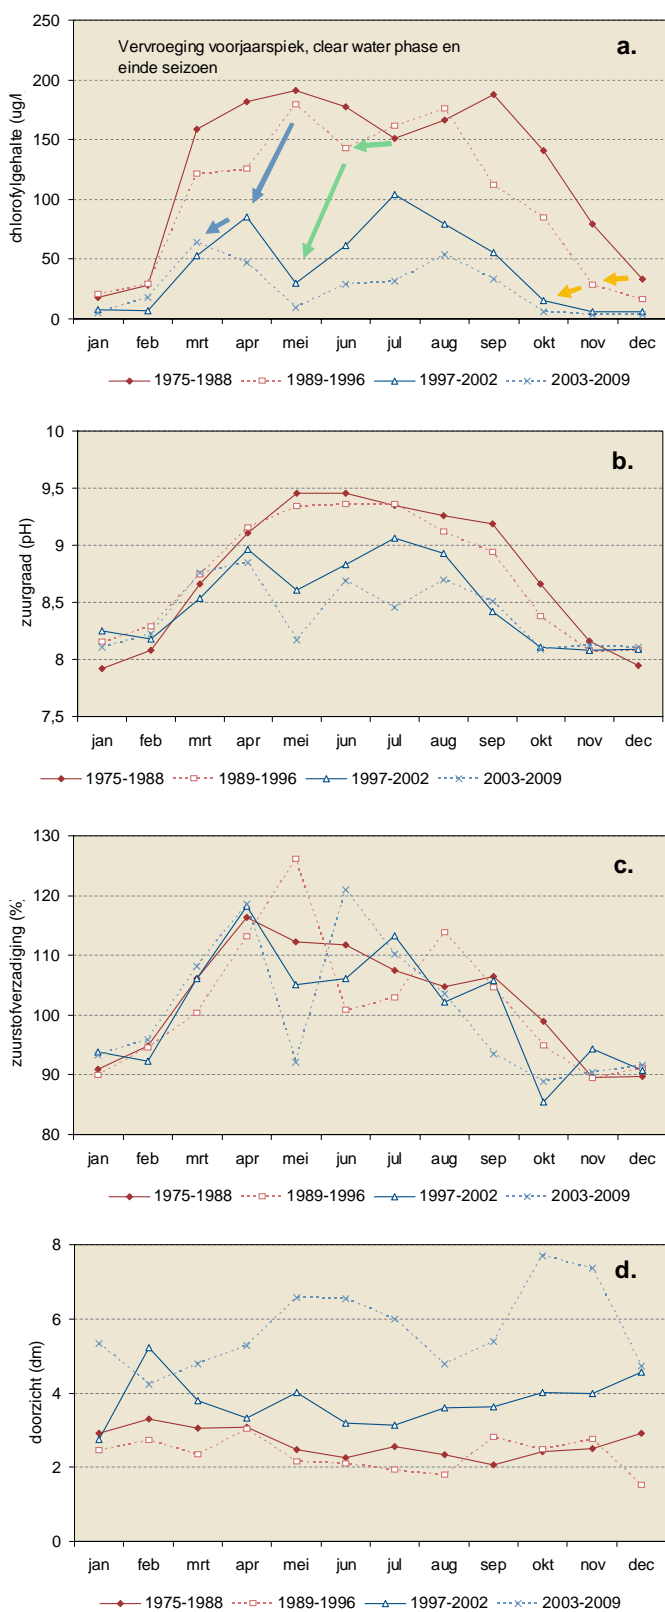 250
200
150
100
50
0
chlorofylgehalte (ug/l
Vervroeging voorjaarspiek, clear water phase en
einde seizoen
a.
jan feb mrt apr mei jun jul aug sep okt nov dec
1975-1988 1989-1996 1997-2002 2003-2009
10
9,5
9
8,5
8
7,5
zuurgraad (pH)
b.
jan feb mrt apr mei jun jul aug sep okt nov dec
1975-1988 1989-1996 1997-2002 2003-2009
130
120
110
100
90
80
zuurstofverzadiging (%
c.
jan feb mrt apr mei jun jul aug sep okt nov dec
1975-1988 1989-1996 1997-2002 2003-2009
8
6
4
2
0
doorzicht (dm)
d.
jan feb mrt apr mei jun jul aug sep okt nov dec
1975-1988 1989-1996 1997-2002 2003-2009